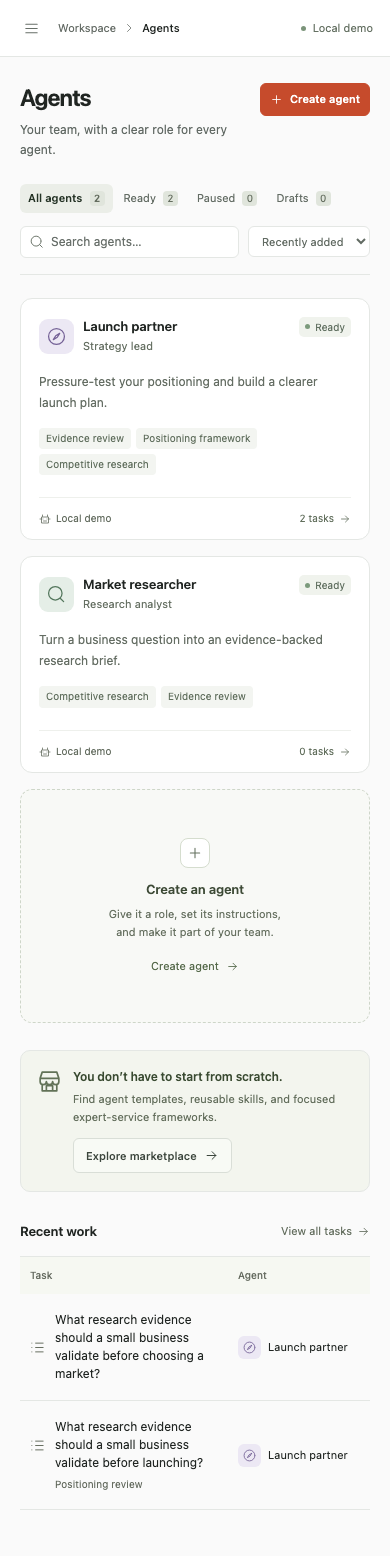 Workspace > Agents
Local demo
Agents
+ Create agent
Your team, with a clear role for every
agent.
All agents 2 Ready 2 Paused 0 Drafts 0
Search agents...
Recently added
Launch partner
Ready
Strategy lead
Pressure-test your positioning and build a clearer
launch plan.
Evidence review Positioning framework
Competitive research
Local demo
2 tasks →
Market researcher
Ready
Research analyst
Turn a business question into an evidence-backed
research brief.
Competitive research Evidence review
Local demo
0 tasks →
Create an agent
Give it a role, set its instructions,
and make it part of your team.
Create agent →
You don’t have to start from scratch.
Find agent templates, reusable skills, and focused
expert-service frameworks.
Explore marketplace →
Recent work
View all tasks →
Task Agent
What research evidence
should a small business
validate before choosing a
market?
Launch partner
What research evidence
should a small business
validate before launching?
Positioning review
Launch partner